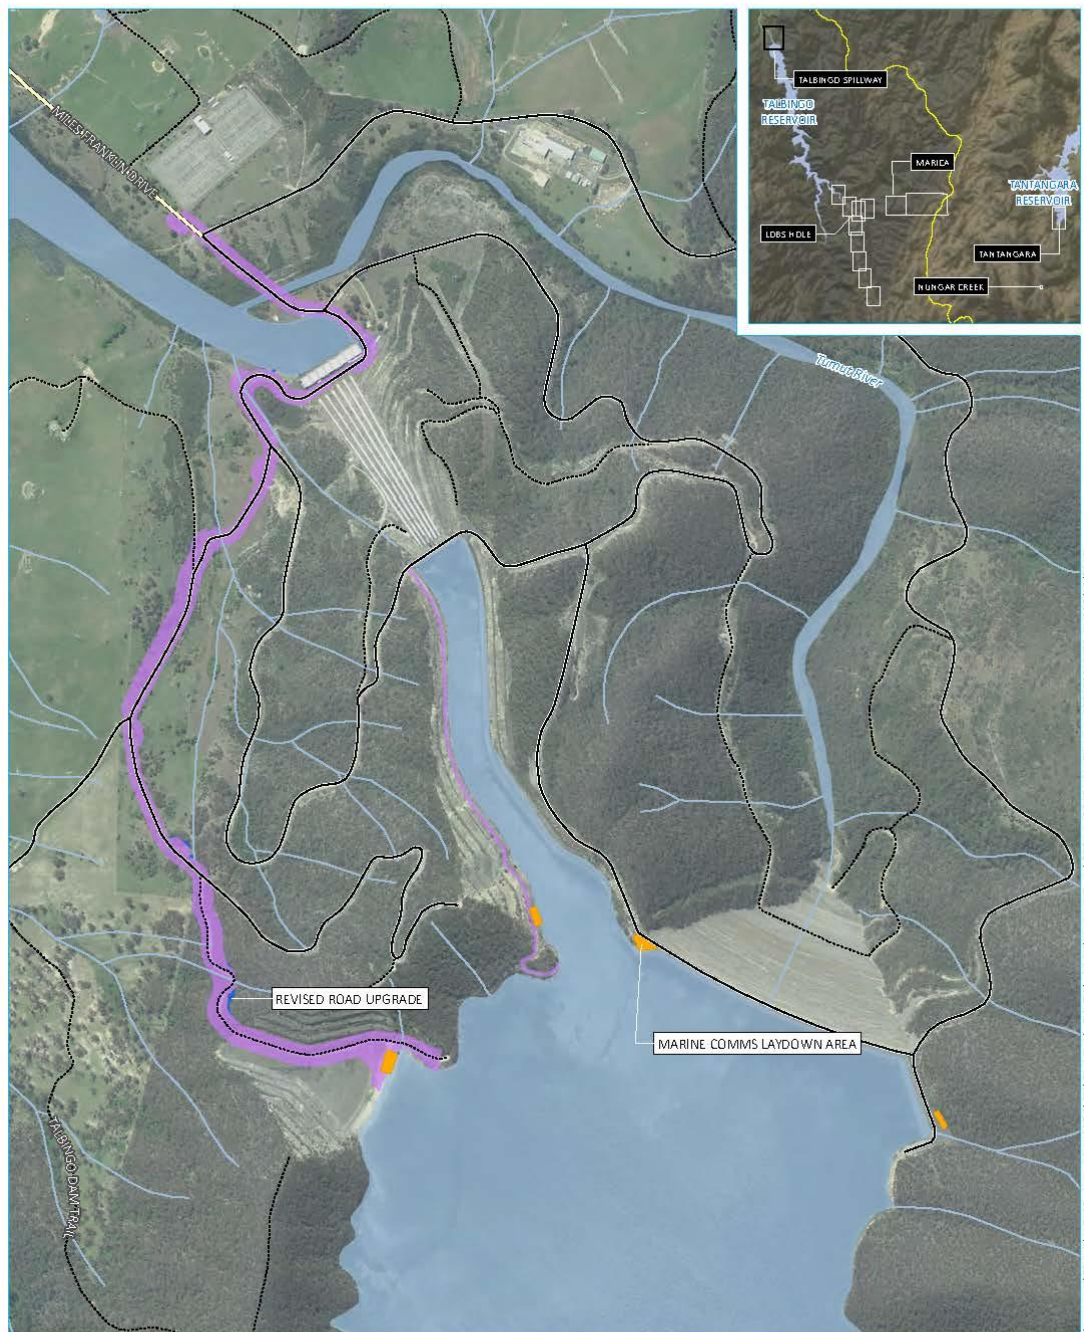 MILES FRANKLIN DRIVE
TALBINGO SPILLWAY
TALBINGO
RESERVOIR
MARICA
TANTANGARA
RESERVOIR
LOBS HOLE
TANTANGARA
NUNGAR CREEK
Tumut River
REVISED ROAD UPGRADE
MARINE COMMS LAYDOWN AREA
TALBINGO DAM TRAIL